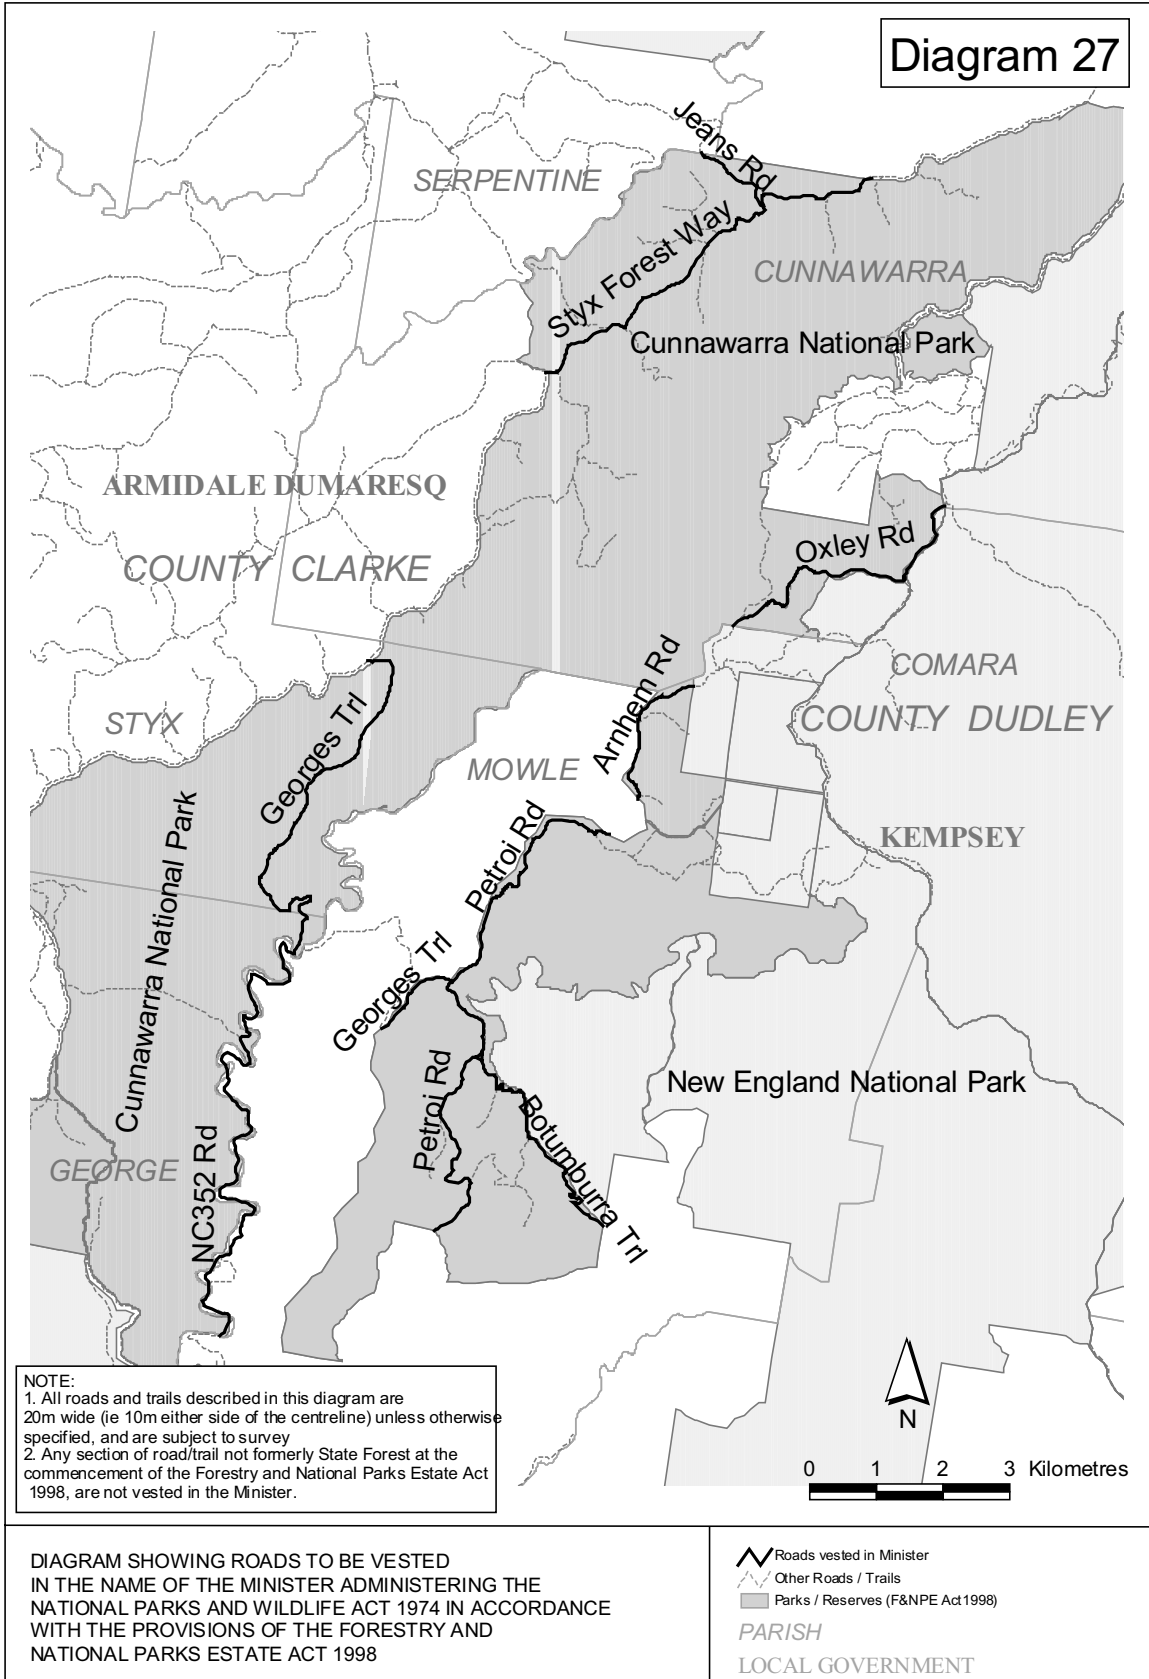 Diagram 27
Jeans Rd
SERPENTINE
Styx Forest Way
CUNNAWARRA
Cunnawarra National Park
ARMIDALE DUMARESQ
Oxley Rd
COUNTY CLARKE
Arnhem Rd
COMARA
Georges Trl
STYX
COUNTY DUDLEY
MOWLE
Petroi Rd
KEMPSEY
Cunnawarra National Park
Georges Trl
New England National Park
Petroi Rd
Botumburra Trl
GEORGE
NC352 Rd
NOTE:
1. All roads and trails described in this diagram are
20m wide (ie 10m either side of the centreline) unless otherwise
specified, and are subject to survey
2. Any section of road/trail not formerly State Forest at the
commencement of the Forestry and National Parks Estate Act
1998, are not vested in the Minister.
N
0 1 2 3 Kilometres
DIAGRAM SHOWING ROADS TO BE VESTED
IN THE NAME OF THE MINISTER ADMINISTERING THE
NATIONAL PARKS AND WILDLIFE ACT 1974 IN ACCORDANCE
WITH THE PROVISIONS OF THE FORESTRY AND
NATIONAL PARKS ESTATE ACT 1998
Roads vested in Minister
Other Roads / Trails
Parks / Reserves (F&NPE Act1998)
PARISH
LOCAL GOVERNMENT